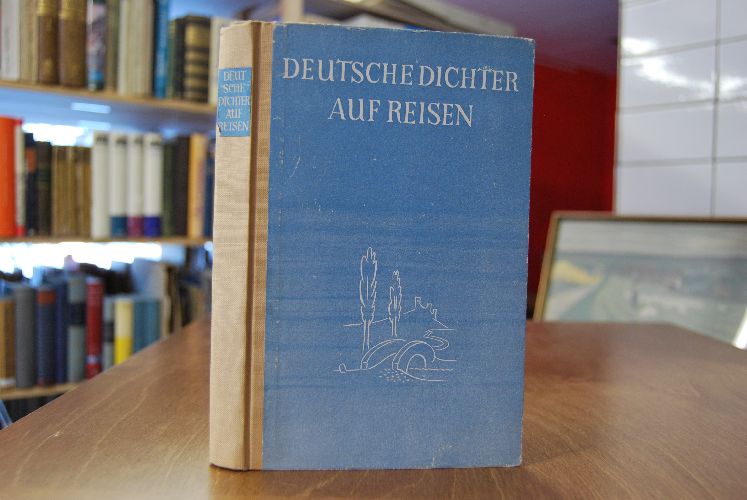 DEUTSCHE DICHTER
AUF REISEN
DEUT
SCHE
DICHTER
AUF
REISEN